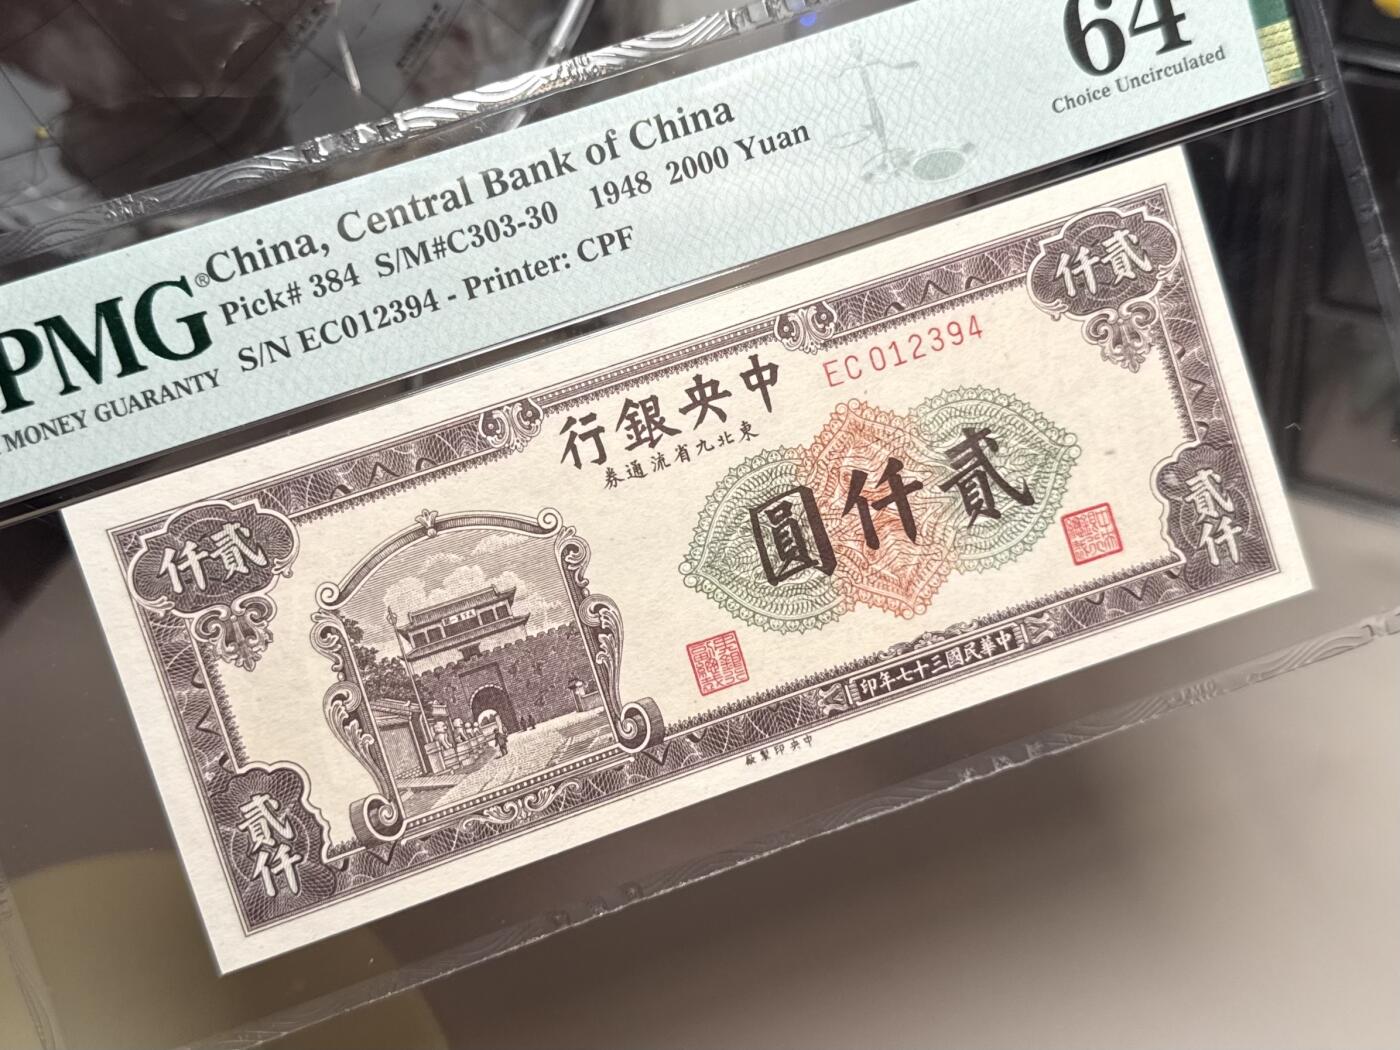 64
Choice Uncirculated
China, Central Bank of China
Pick# 384 S/M#C303-30 1948 2000 Yuan
S/N EC012394 - Printer: CPF
PMG®
MONEY GUARANTY
仟貳
中央銀行
EC012394
東北九省流通券
貳仟圓
仟貳
貳仟
中華民國三十七年印
中央印製廠
貳仟